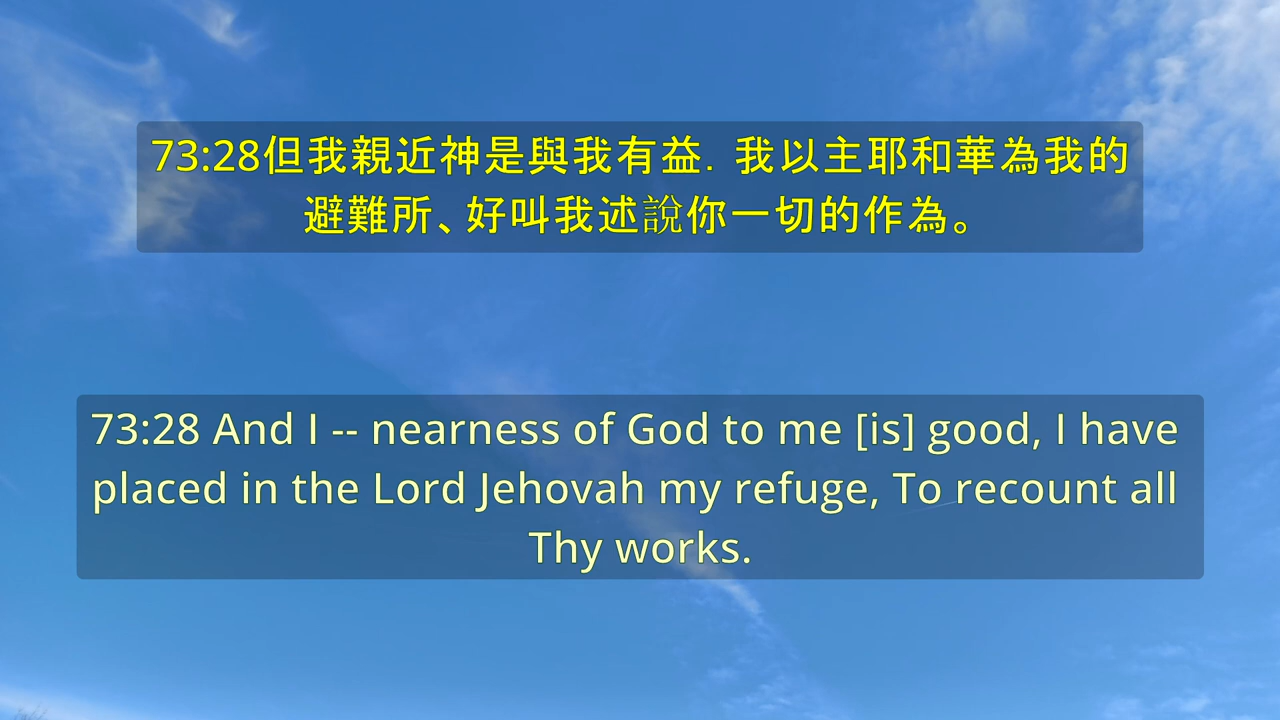 73:28但我親近神是與我有益．我以主耶和華為我的
避難所、好叫我述說你一切的作為。
73:28 And I -- nearness of God to me [is] good, I have
placed in the Lord Jehovah my refuge, To recount all
Thy works.